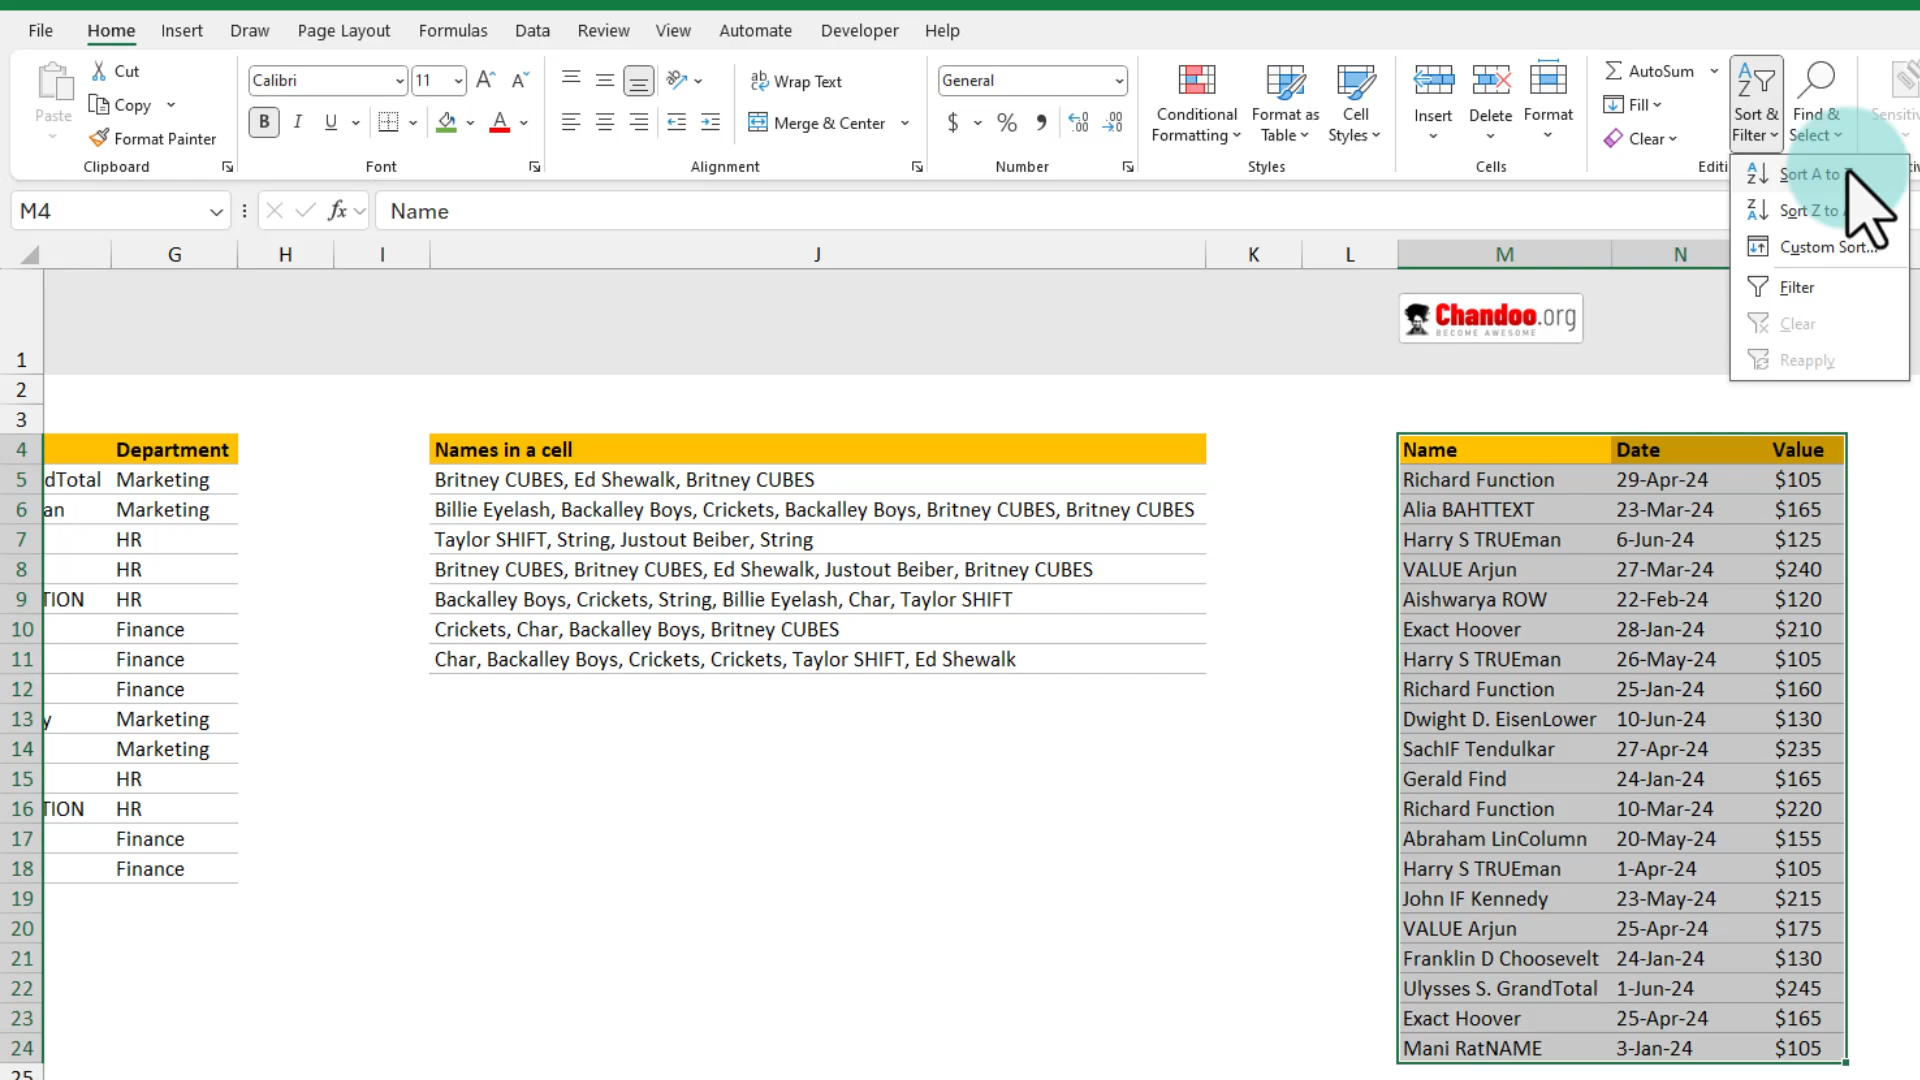 File Home Insert Draw Page Layout Formulas Data Review View Automate Developer Help
Paste
Cut
Copy
Format Painter
Clipboard
Calibri 11
B I U A
Font
Wrap Text
Merge & Center
Alignment
General
$ %
Number
Conditional Formatting
Format as Table
Cell Styles
Styles
Insert Delete Format
Cells
AutoSum
Fill
Clear
Sort & Filter
Find & Select
Sort A to
Sort Z to
Custom Sort...
Filter
Clear
Reapply
M4 fx Name
G H I J K L M N
Chandoo.org
BECOME AWESOME
1
2
3
4 Department Names in a cell Name Date Value
5 dTotal Marketing Britney CUBES, Ed Shewalk, Britney CUBES Richard Function 29-Apr-24 $105
6 an Marketing Billie Eyelash, Backalley Boys, Crickets, Backalley Boys, Britney CUBES, Britney CUBES Alia BAHTTEXT 23-Mar-24 $165
7 HR Taylor SHIFT, String, Justout Beiber, String Harry S TRUEman 6-Jun-24 $125
8 HR Britney CUBES, Britney CUBES, Ed Shewalk, Justout Beiber, Britney CUBES VALUE Arjun 27-Mar-24 $240
9 TION HR Backalley Boys, Crickets, String, Billie Eyelash, Char, Taylor SHIFT Aishwarya ROW 22-Feb-24 $120
10 Finance Crickets, Char, Backalley Boys, Britney CUBES Exact Hoover 28-Jan-24 $210
11 Finance Char, Backalley Boys, Crickets, Crickets, Taylor SHIFT, Ed Shewalk Harry S TRUEman 26-May-24 $105
12 Finance Richard Function 25-Jan-24 $160
13 y Marketing Dwight D. EisenLower 10-Jun-24 $130
14 Marketing SachIF Tendulkar 27-Apr-24 $235
15 HR Gerald Find 24-Jan-24 $165
16 TION HR Richard Function 10-Mar-24 $220
17 Finance Abraham LinColumn 20-May-24 $155
18 Finance Harry S TRUEman 1-Apr-24 $105
19 John IF Kennedy 23-May-24 $215
20 VALUE Arjun 25-Apr-24 $175
21 Franklin D Choosevelt 24-Jan-24 $130
22 Ulysses S. GrandTotal 1-Jun-24 $245
23 Exact Hoover 25-Apr-24 $165
24 Mani RatNAME 3-Jan-24 $105
25